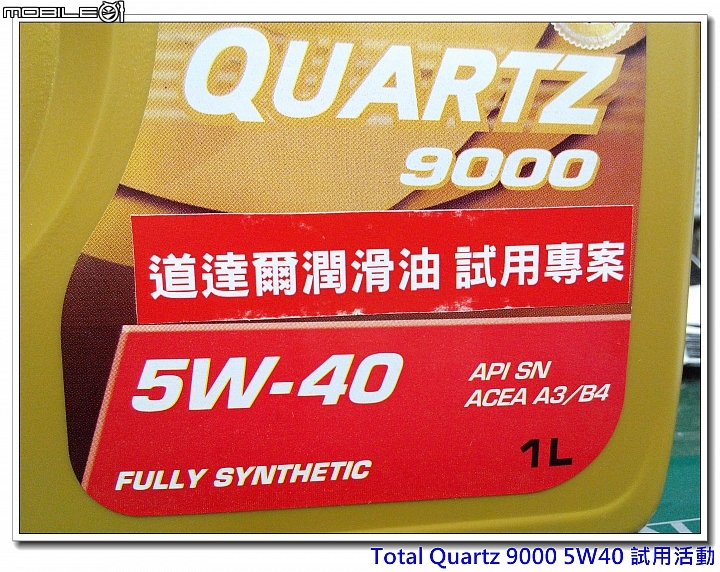 MOBILE01
QUARTZ
9000
道達爾潤滑油 試用專案
5W-40
API SN
ACEA A3/B4
1L
FULLY SYNTHETIC
Total Quartz 9000 5W40 試用活動